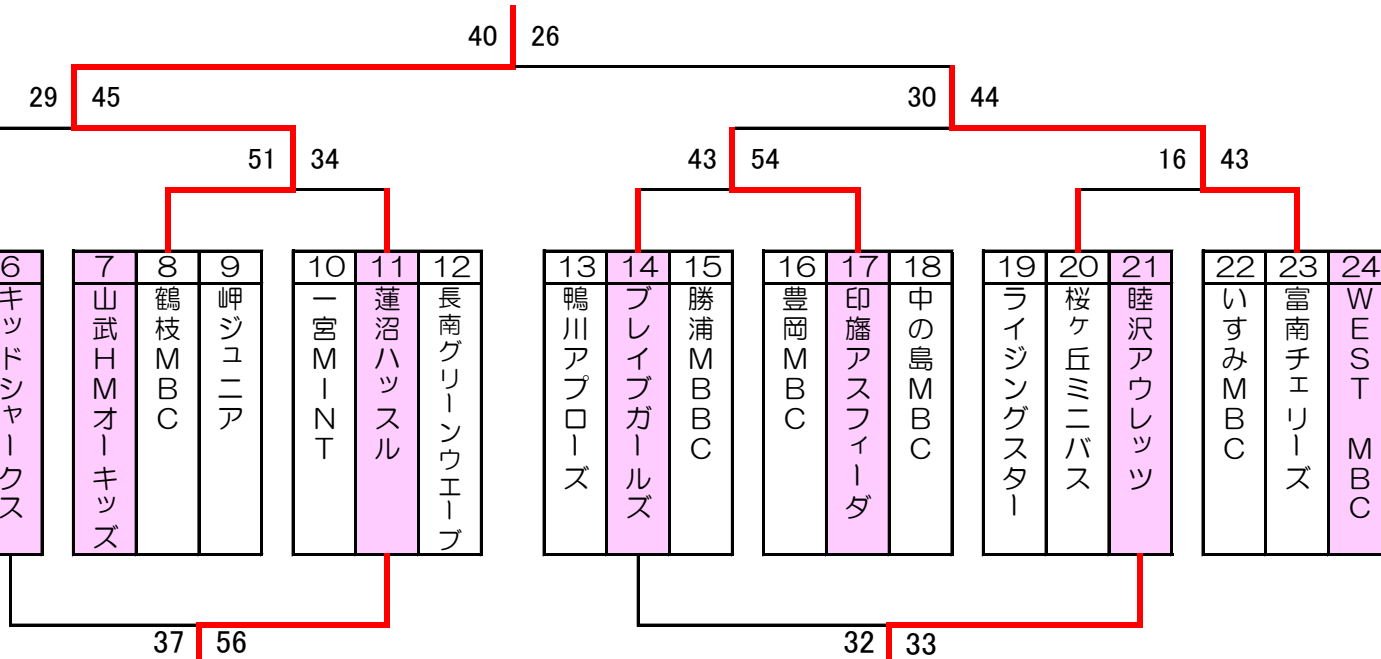 40 26
29 45
30 44
51 34
43 54
16 43
6 7 8 9 10 11 12 13 14 15 16 17 18 19 20 21 22 23 24
キッドシャークス
山武HMオーキッズ
鶴枝MBC
岬ジュニア
一宮MINT
蓮沼ハッスル
長南グリーンウエーブ
鴨川アプローズ
ブレイブガールズ
勝浦MBBC
豊岡MBC
印旛アスフィーダ
中の島MBC
ライジングスター
桜ヶ丘ミニバス
睦沢アウレッツ
いすみMBC
富南チェリーズ
WEST MBC
37 56
32 33